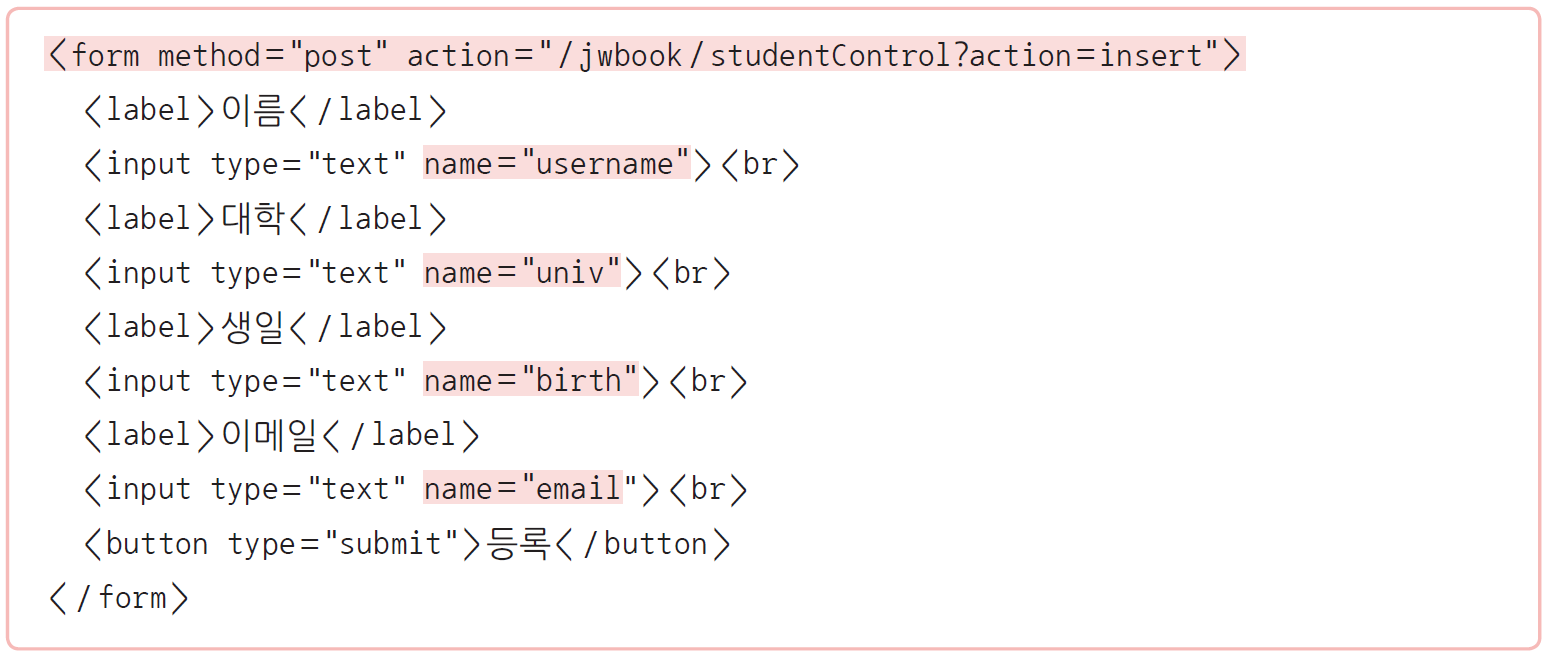 <form method="post" action="/jwbook/studentControl?action=insert">
<label>이름</label>
<input type="text" name="username"><br>
<label>대학</label>
<input type="text" name="univ"><br>
<label>생일</label>
<input type="text" name="birth"><br>
<label>이메일</label>
<input type="text" name="email"><br>
<button type="submit">등록</button>
</form>